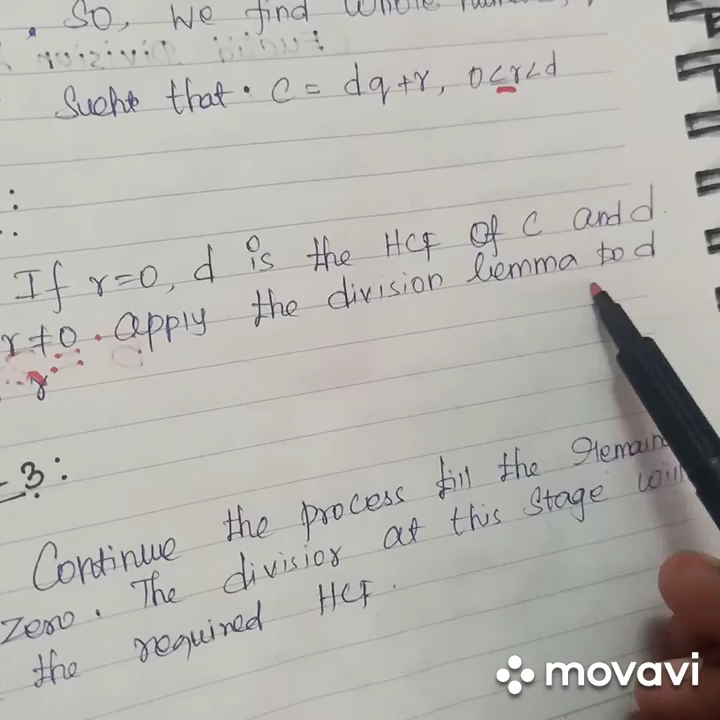 . So, we find whole
Such that · c = dq+r, 0<r<d
:
If r=0, d is the HCF of c and d.
r≠0. apply the division lemma to d
r
- 3:
Continue the process till the remain
zero. The divisior at this stage will
the required HCF.
movavi